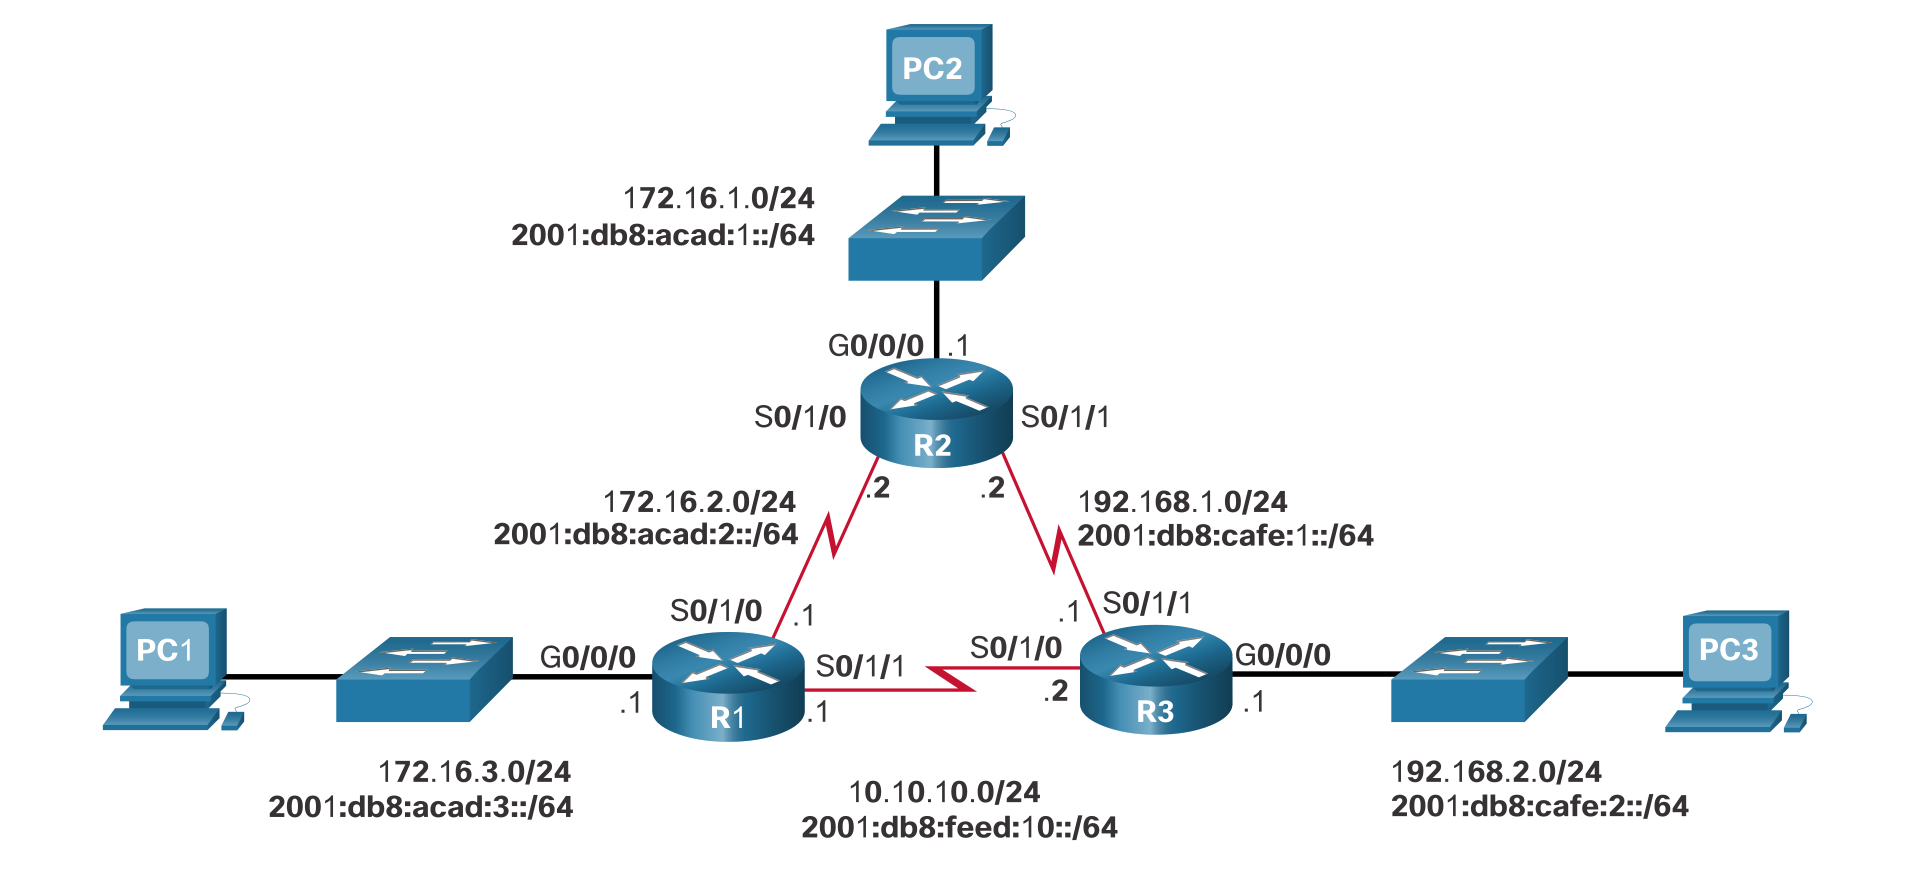 PC2
172.16.1.0/24
2001:db8:acad:1::/64
G0/0/0
.1
S0/1/0
S0/1/1
R2
.2
.2
172.16.2.0/24
2001:db8:acad:2::/64
192.168.1.0/24
2001:db8:cafe:1::/64
S0/1/0
.1
.1
S0/1/1
PC1
G0/0/0
.1
R1
S0/1/1
.1
S0/1/0
.2
R3
G0/0/0
.1
PC3
172.16.3.0/24
2001:db8:acad:3::/64
10.10.10.0/24
2001:db8:feed:10::/64
192.168.2.0/24
2001:db8:cafe:2::/64